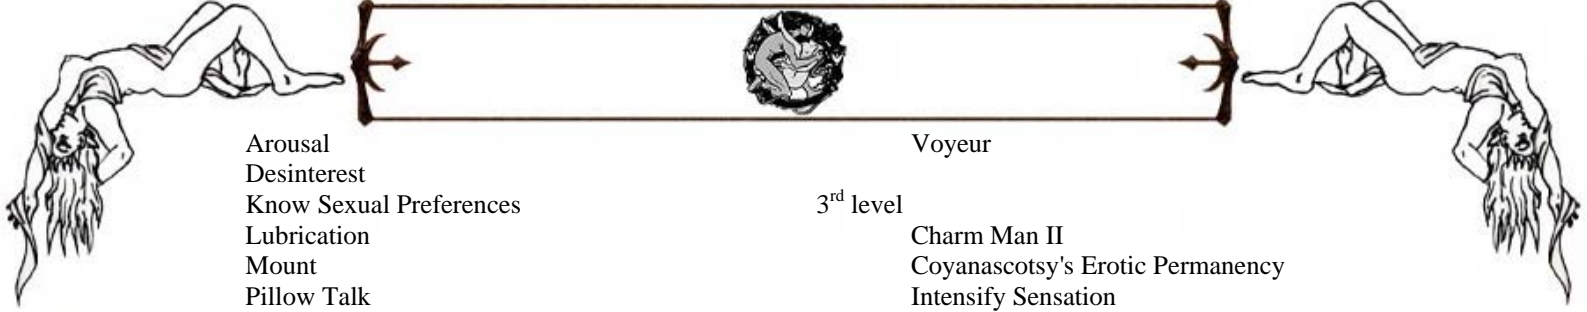 Arousal
Desinterest
Know Sexual Preferences
Lubrication
Mount
Pillow Talk
Voyeur
3rd level
Charm Man II
Coyanascotsy's Erotic Permanency
Intensify Sensation